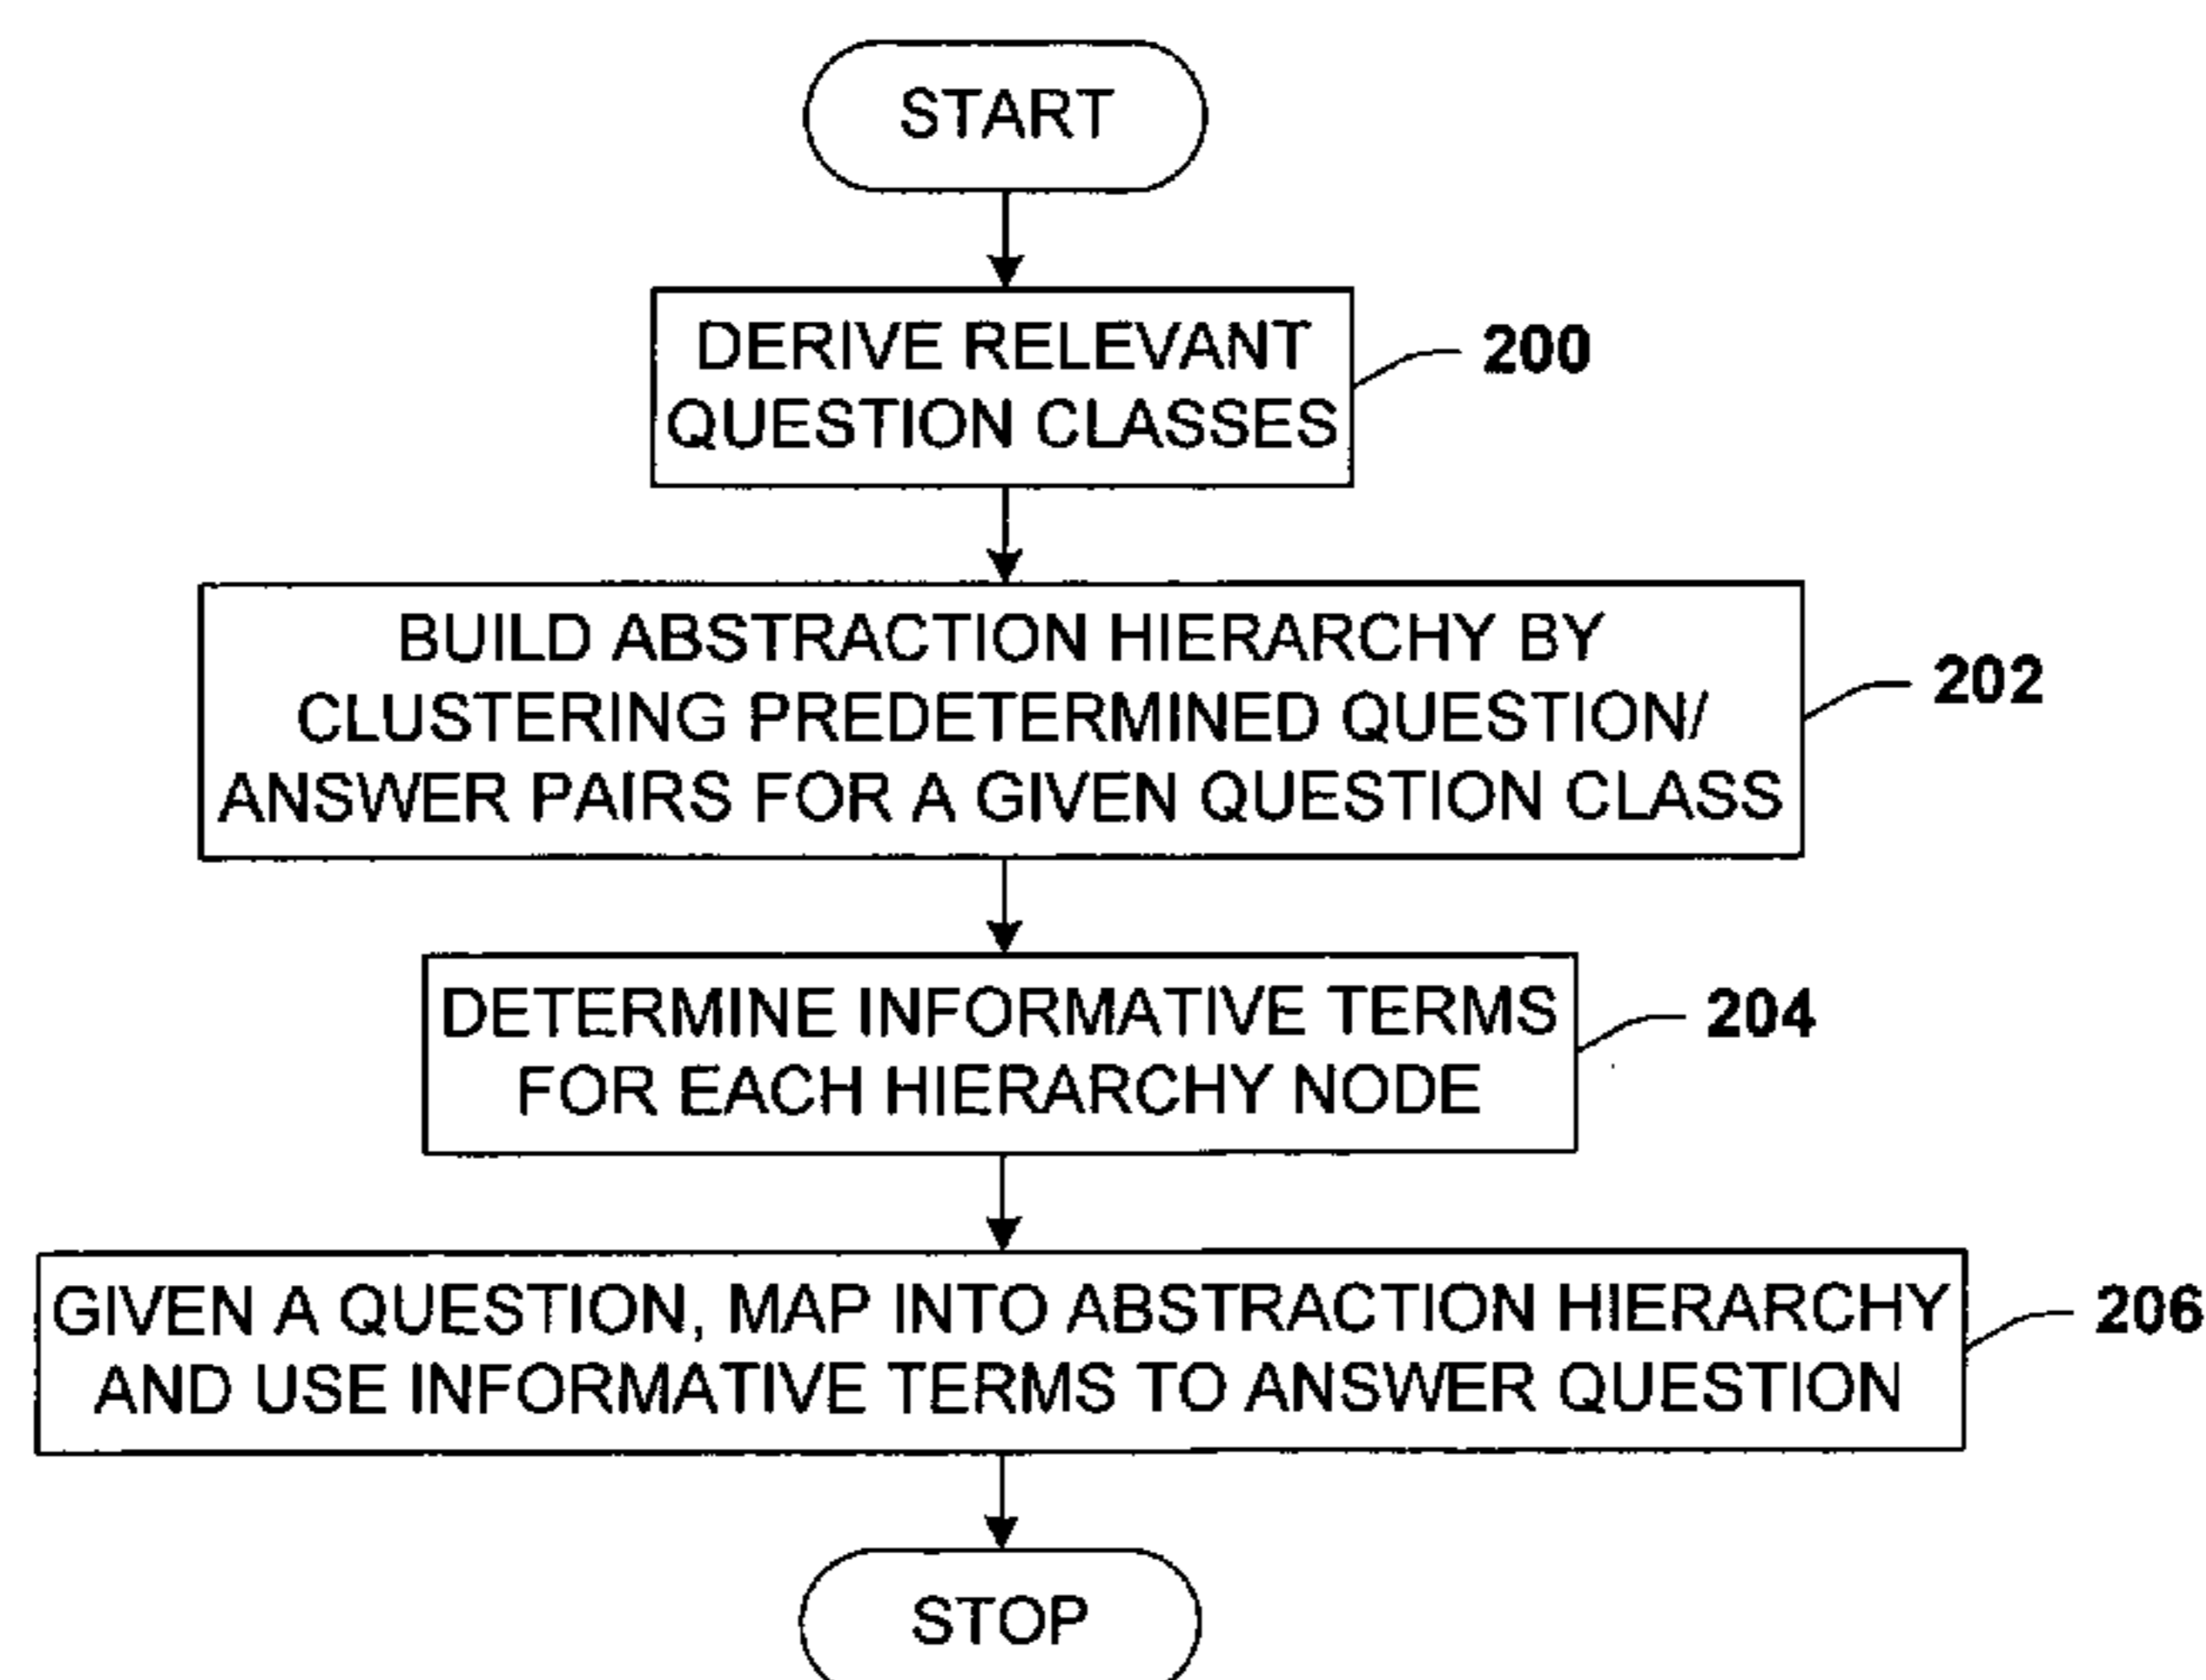 START
DERIVE RELEVANT
QUESTION CLASSES
200
BUILD ABSTRACTION HIERARCHY BY
CLUSTERING PREDETERMINED QUESTION/
ANSWER PAIRS FOR A GIVEN QUESTION CLASS
202
DETERMINE INFORMATIVE TERMS
FOR EACH HIERARCHY NODE
204
GIVEN A QUESTION, MAP INTO ABSTRACTION HIERARCHY
AND USE INFORMATIVE TERMS TO ANSWER QUESTION
206
STOP